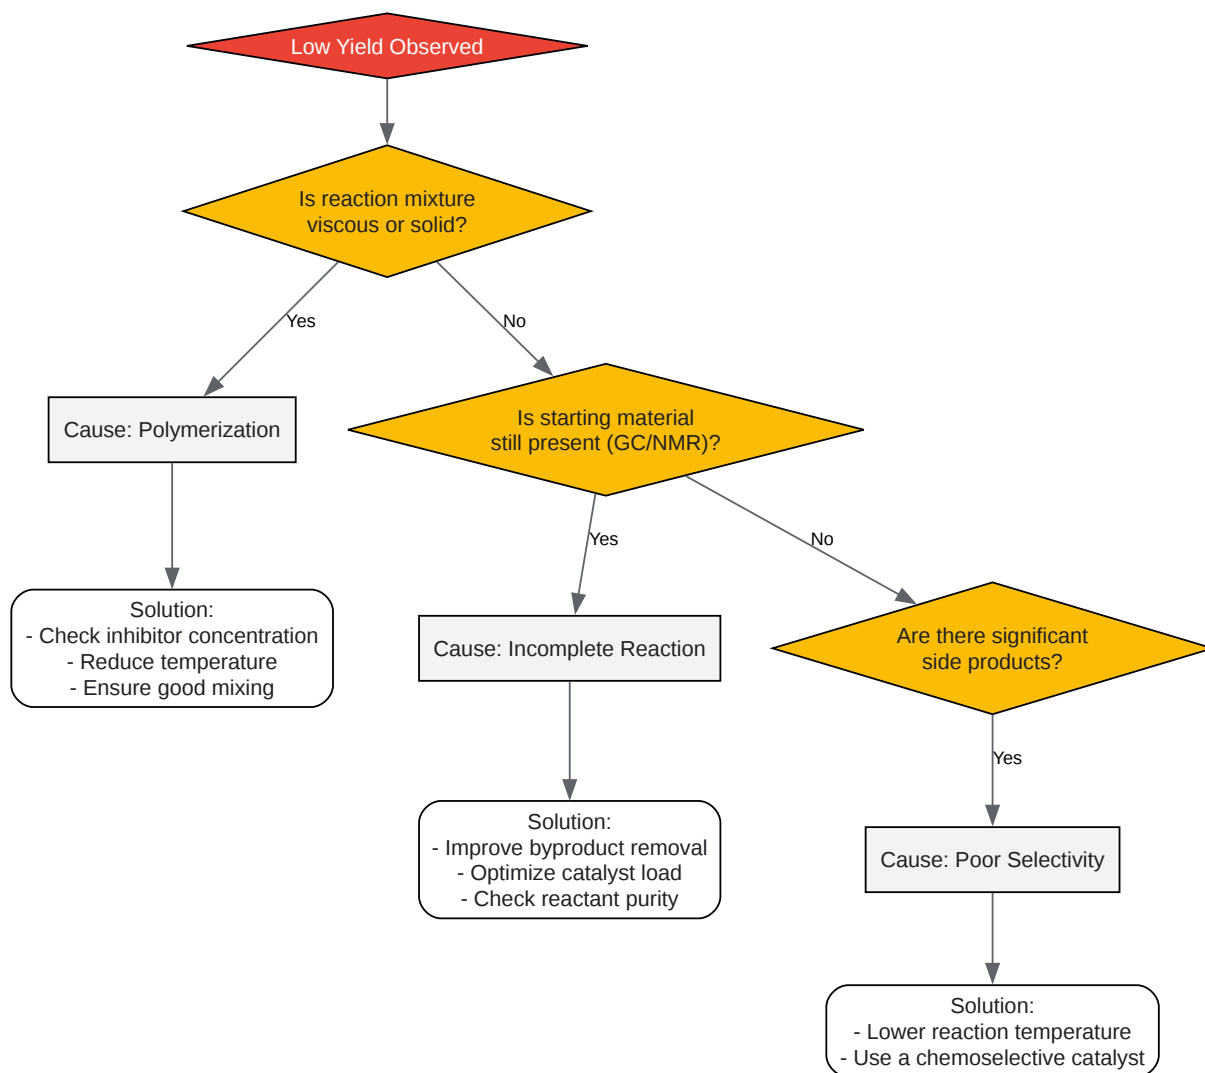 Low Yield Observed
Is reaction mixture
viscous or solid?
Yes
No
Cause: Polymerization
Is starting material
still present (GC/NMR)?
Yes
No
Solution:
- Check inhibitor concentration
- Reduce temperature
- Ensure good mixing
Cause: Incomplete Reaction
Are there significant
side products?
Yes
Solution:
- Improve byproduct removal
- Optimize catalyst load
- Check reactant purity
Cause: Poor Selectivity
Solution:
- Lower reaction temperature
- Use a chemoselective catalyst